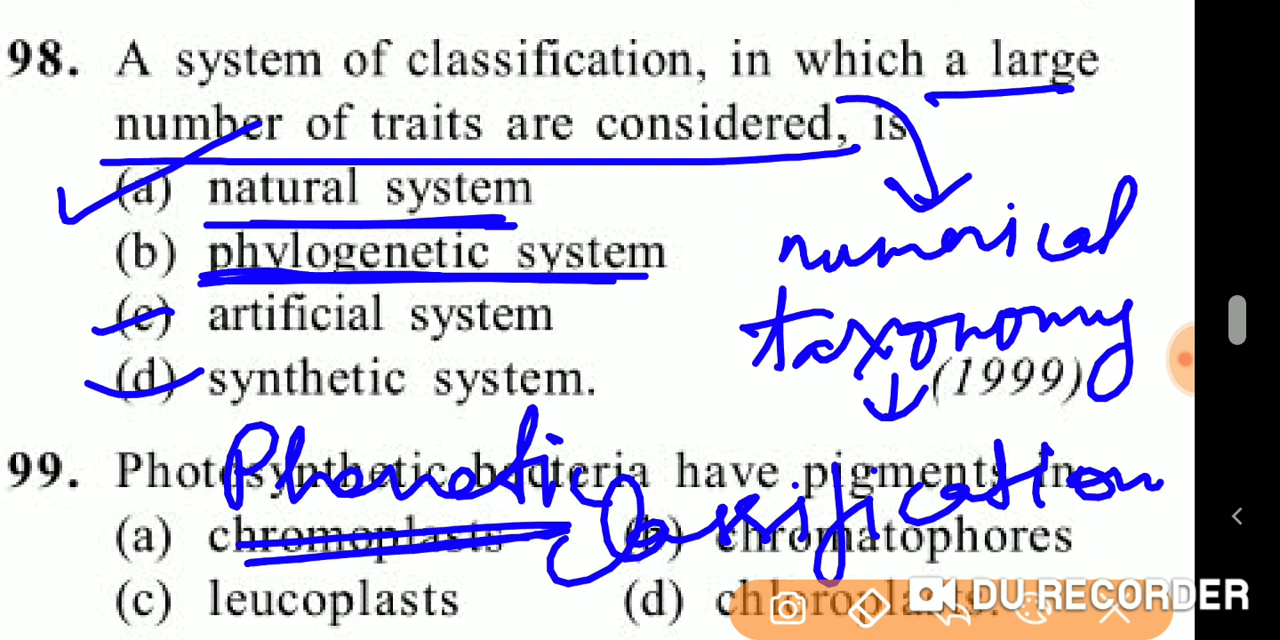 98. A system of classification, in which a large
number of traits are considered, is
(a) natural system
numerical
(b) phylogenetic system
(c) artificial system
taxonomy
(d) synthetic system. (1999)
Phenetic Classification
99. Photosynthetic bacteria have pigments in
(a) chromoplasts (b) chromatophores
(c) leucoplasts (d) chloroplasts.
DU RECORDER